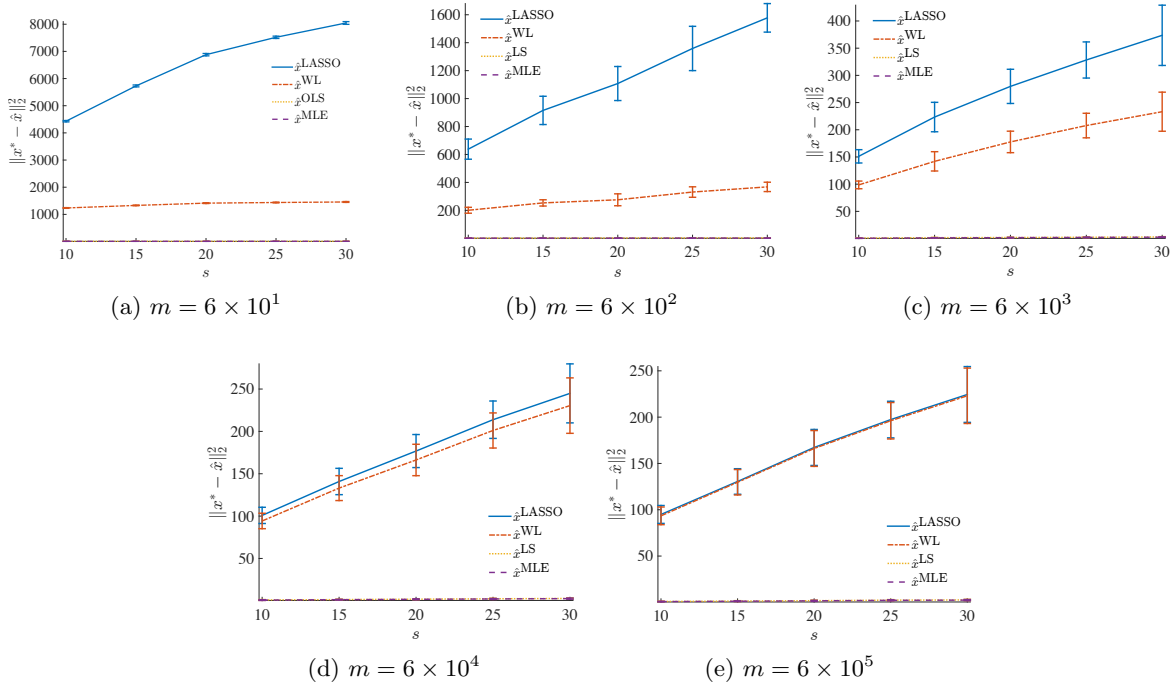 8000
7000
6000
5000
4000
3000
2000
1000
‖x* − x̂‖₂²
x̂^LASSO
x̂^WL
x̂^OLS
x̂^MLE
10 15 20 25 30
s
(a) m = 6 × 10¹
1600
1400
1200
1000
800
600
400
200
‖x* − x̂‖₂²
x̂^LASSO
x̂^WL
x̂^LS
x̂^MLE
10 15 20 25 30
s
(b) m = 6 × 10²
400
350
300
250
200
150
100
50
‖x* − x̂‖₂²
x̂^LASSO
x̂^WL
x̂^LS
x̂^MLE
10 15 20 25 30
s
(c) m = 6 × 10³
250
200
150
100
50
‖x* − x̂‖₂²
x̂^LASSO
x̂^WL
x̂^LS
x̂^MLE
10 15 20 25 30
s
(d) m = 6 × 10⁴
250
200
150
100
50
‖x* − x̂‖₂²
x̂^LASSO
x̂^WL
x̂^LS
x̂^MLE
10 15 20 25 30
s
(e) m = 6 × 10⁵